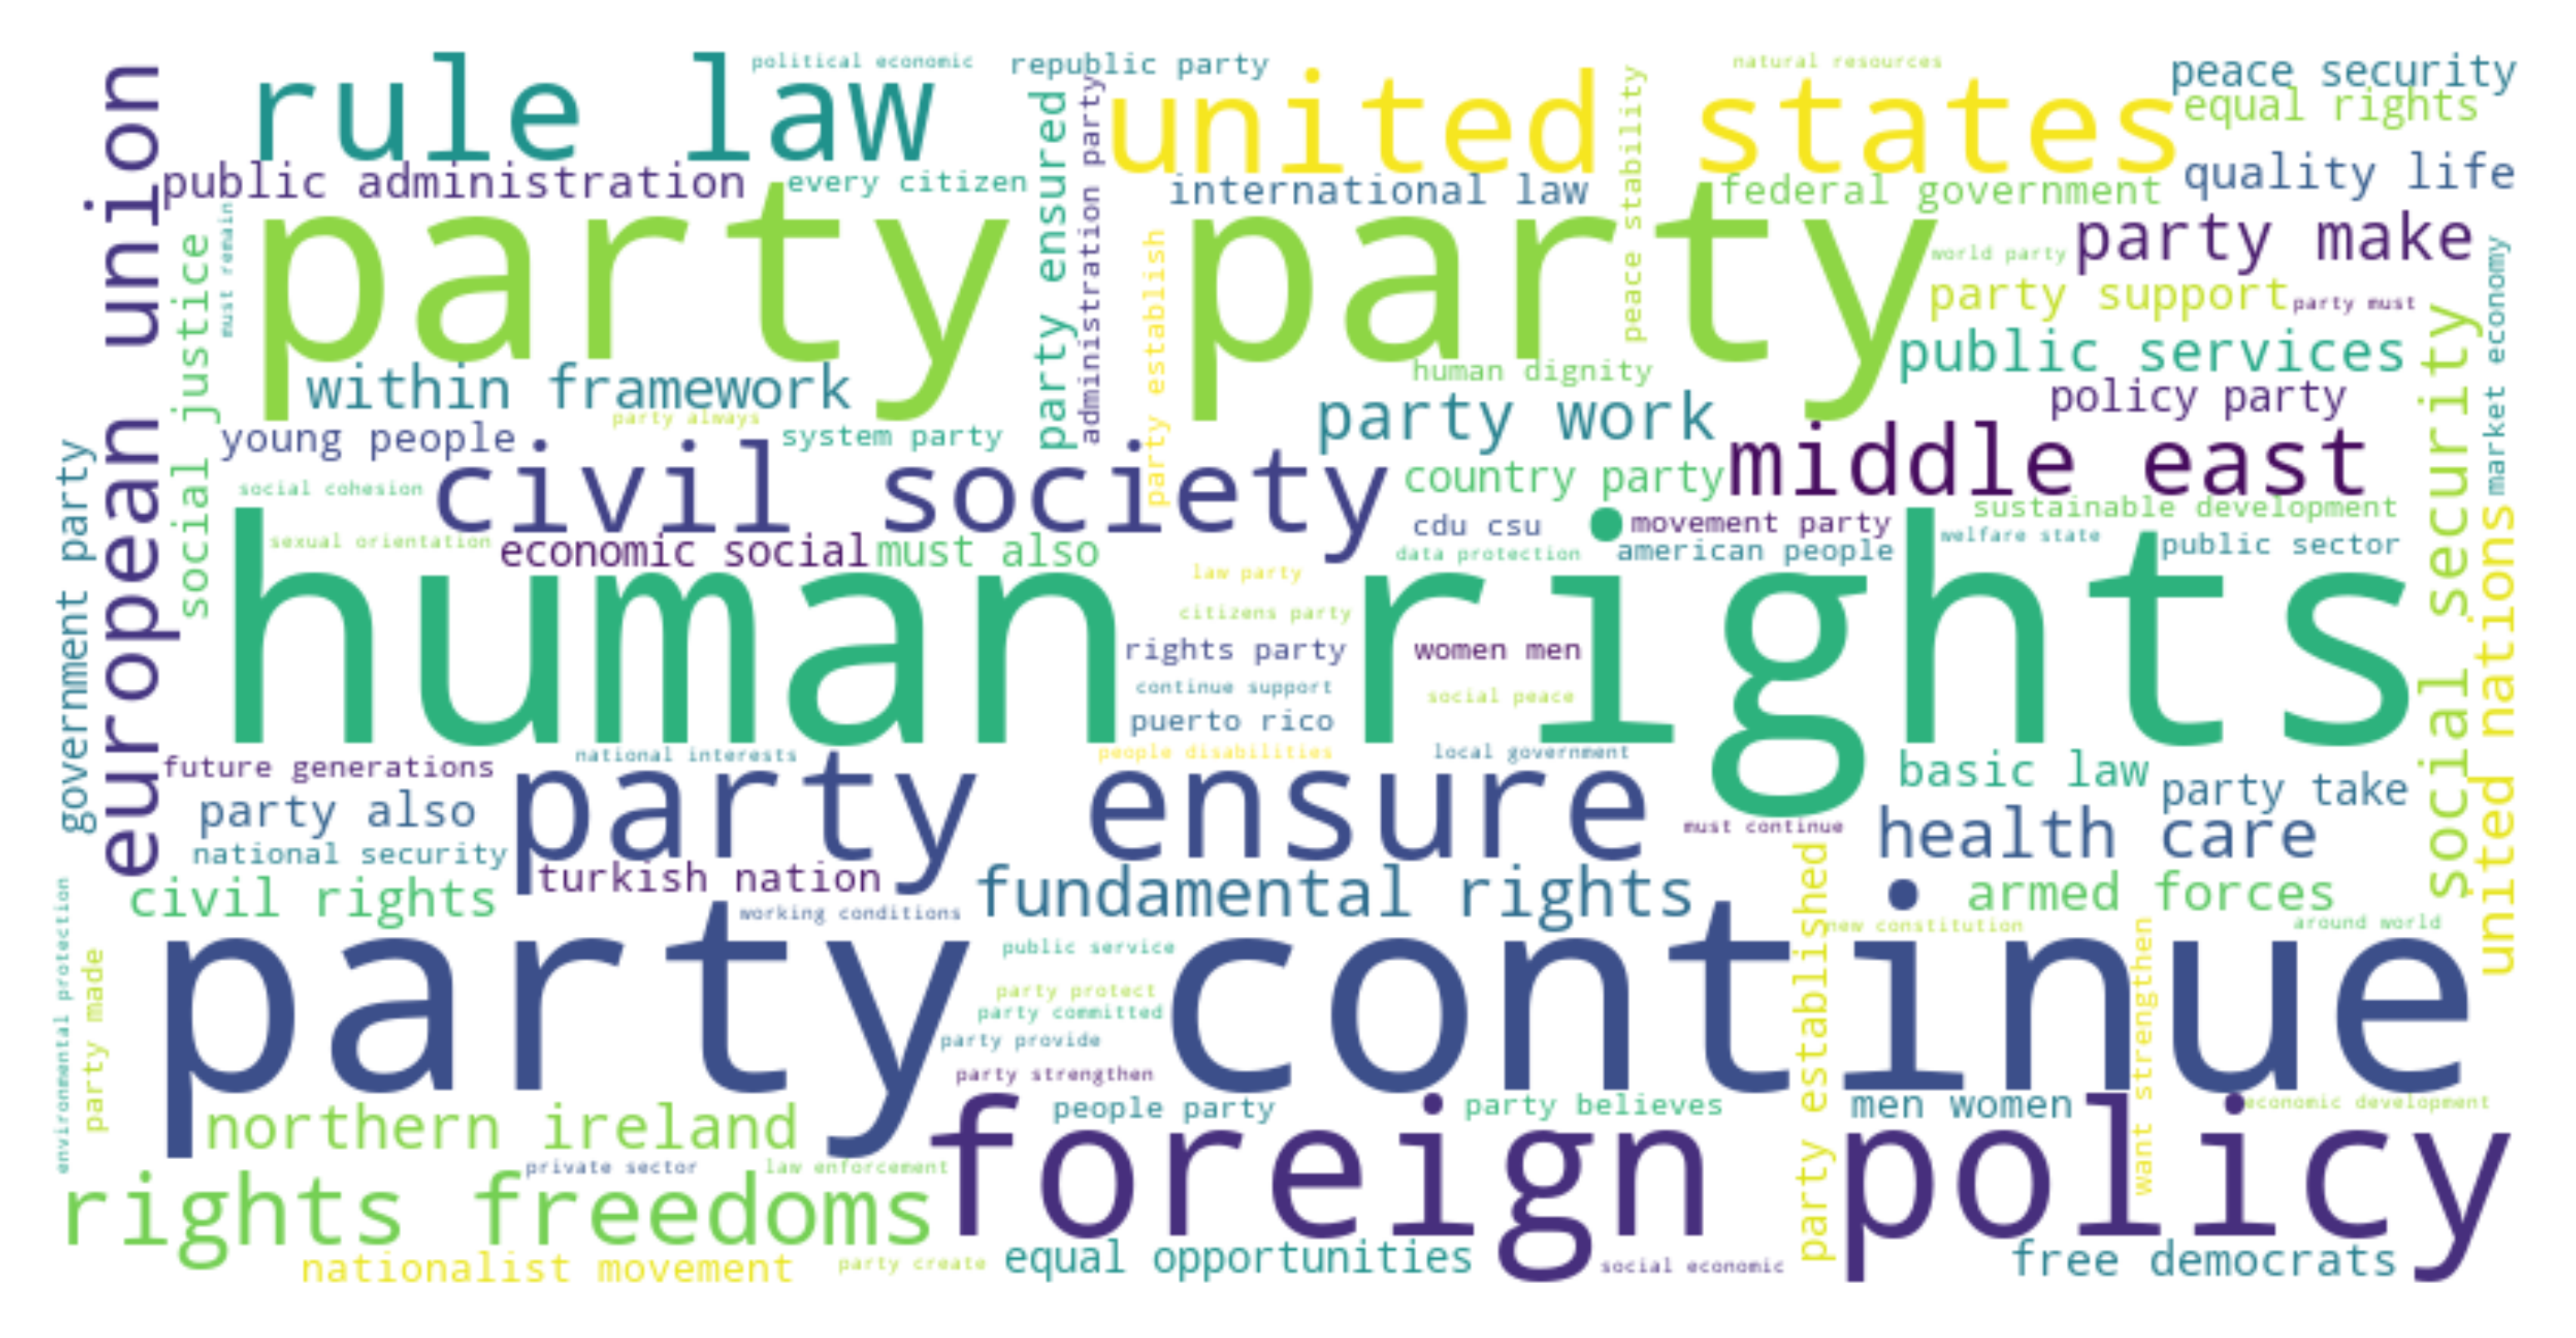 political economic
republic party
natural resources
rule law
united states
peace security
equal rights
european union
public administration
every citizen
party ensured
administration party
international law
peace stability
federal government
quality life
must remain
social justice
party party
party establish
world party
party make
party support
party must
market economy
within framework
human dignity
public services
party always
party work
policy party
young people
system party
civil society
country party
middle east
social security
government party
social cohesion
sexual orientation
economic social
must also
cdu csu
movement party
sustainable development
data protection
american people
welfare state
public sector
united nations
human rights
law party
citizens party
rights party
women men
continue support
social peace
puerto rico
people disabilities
local government
future generations
national interests
party ensure
basic law
party take
party also
must continue
health care
national security
turkish nation
civil rights
fundamental rights
armed forces
working conditions
new constitution
around world
environmental protection
party made
party continue
public service
party protect
party committed
party provide
party strengthen
party established
want strengthen
northern ireland
people party
party believes
men women
economic development
foreign policy
private sector
law enforcement
rights freedoms
nationalist movement
party create
equal opportunities
social economic
free democrats